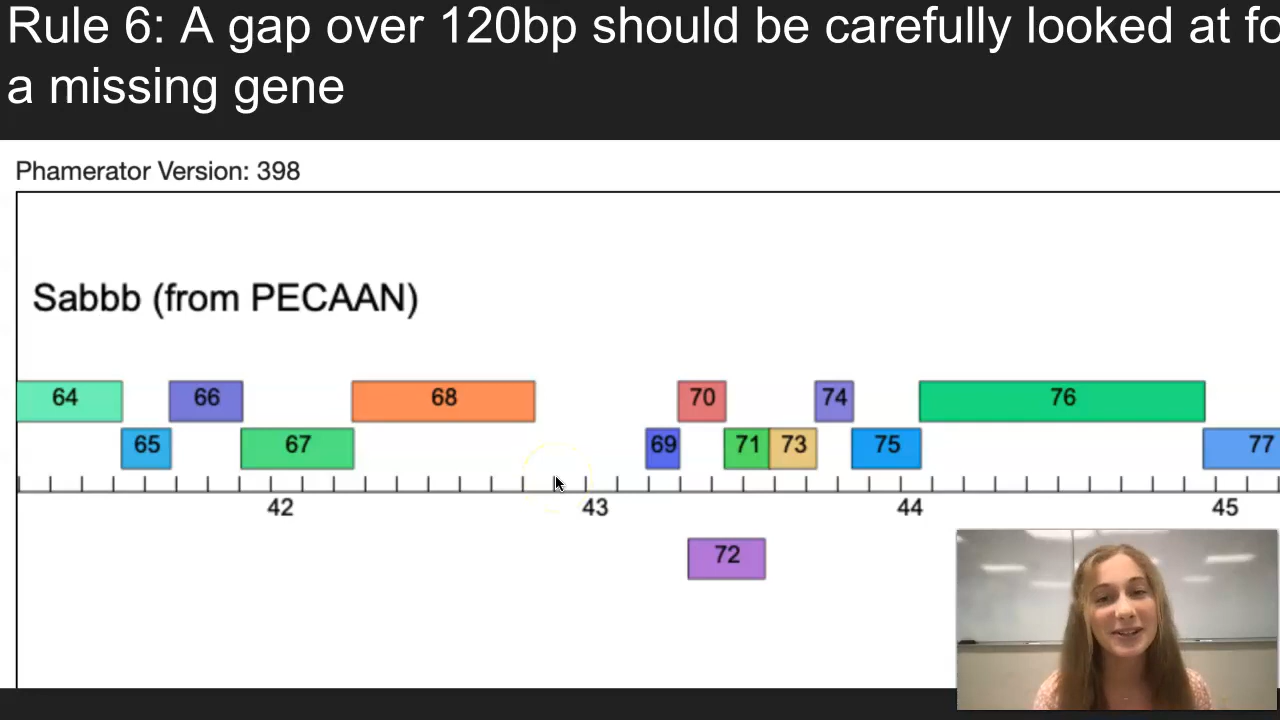 Rule 6: A gap over 120bp should be carefully looked at fo
a missing gene
Phamerator Version: 398
Sabbb (from PECAAN)
64 66 68 70 74 76
65 67 69 71 73 75 77
42 43 44 45
72